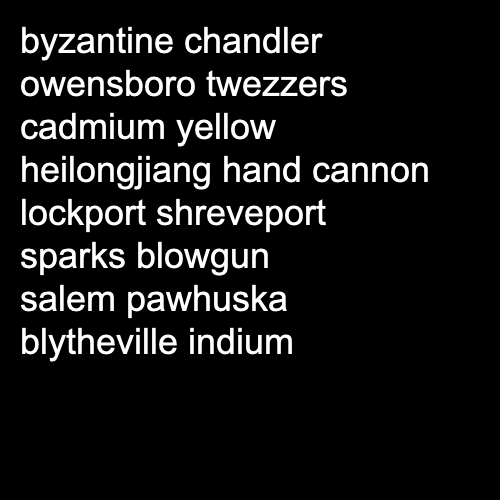 byzantine chandler
owensboro twezzers
cadmium yellow
heilongjiang hand cannon
lockport shreveport
sparks blowgun
salem pawhuska
blytheville indium